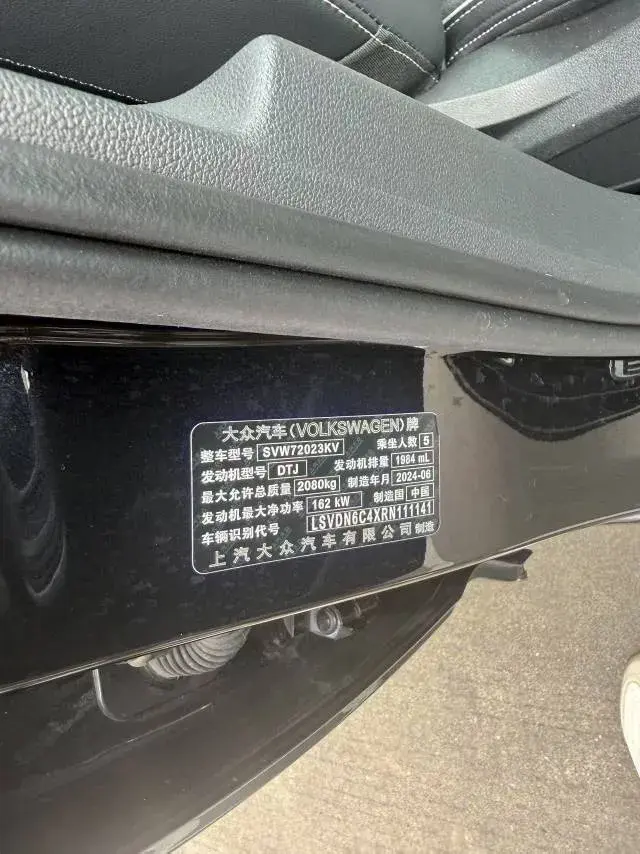 大众汽车(VOLKSWAGEN)牌
整车型号 SVW72023KV 乘坐人数 5
发动机型号 DTJ 发动机排量 1984 mL
最大允许总质量 2080kg 制造年月 2024-06
发动机最大净功率 162 kW 制造国 中国
车辆识别代号 LSVDN6C4XRN111141
上汽大众汽车有限公司 制造